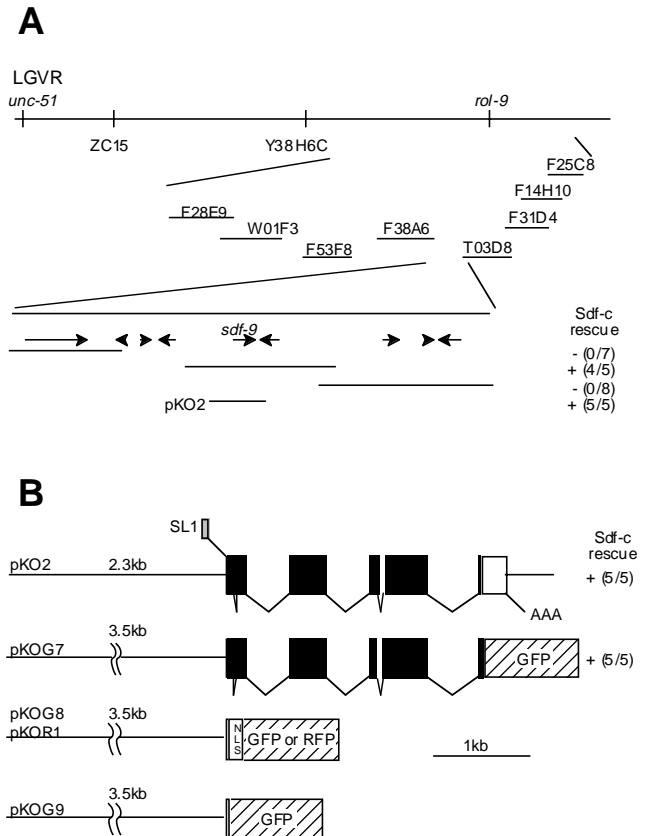 A
LGVR
unc-51 rol-9
ZC15 Y38H6C
F25C8
F14H10
F28F9
W01F3 F38A6 F31D4
F53F8 T03D8
Sdf-c
rescue
sdf-9
- (0/7)
+ (4/5)
- (0/8)
pKO2 + (5/5)
B
SL1
Sdf-c
rescue
pKO2 2.3kb + (5/5)
AAA
pKOG7 3.5kb GFP + (5/5)
pKOG8 3.5kb
pKOR1 NLS GFP or RFP
1kb
pKOG9 3.5kb GFP